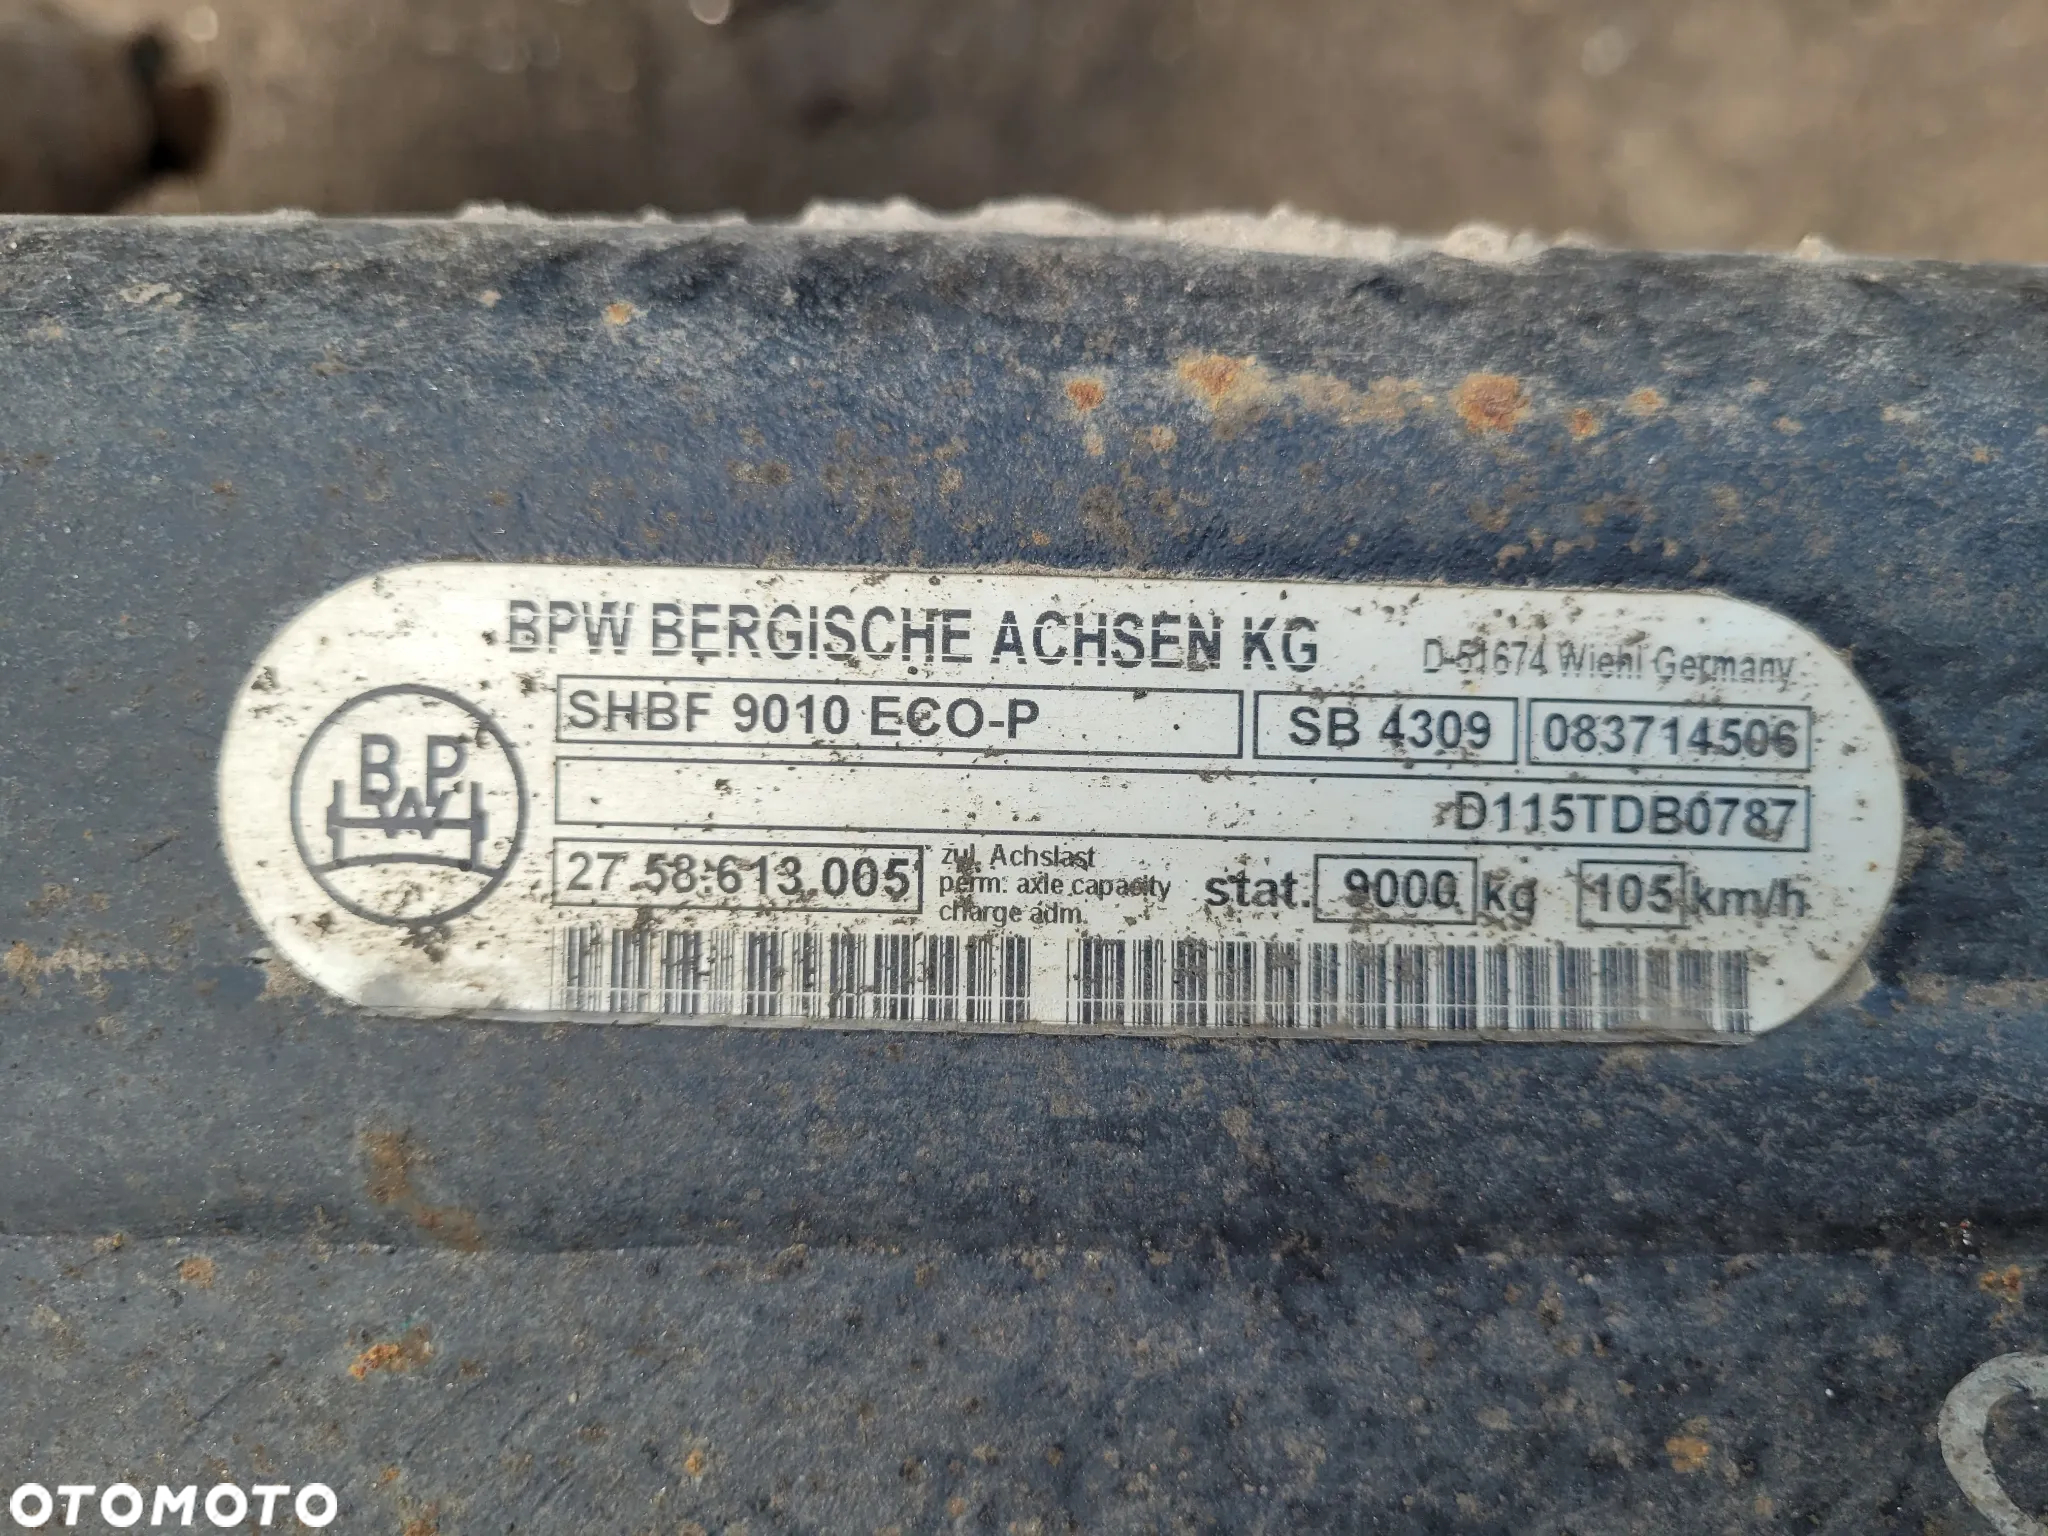 BPW BERGISCHE ACHSEN KG D-51674 Wiehl Germany
BPW
SHBF 9010 ECO-P SB 4309 083714506
D115TDB0787
27.58.613.005 zul. Achslast
perm. axle capacity stat. 9000 kg 105 km/h
charge adm.
OTOMOTO